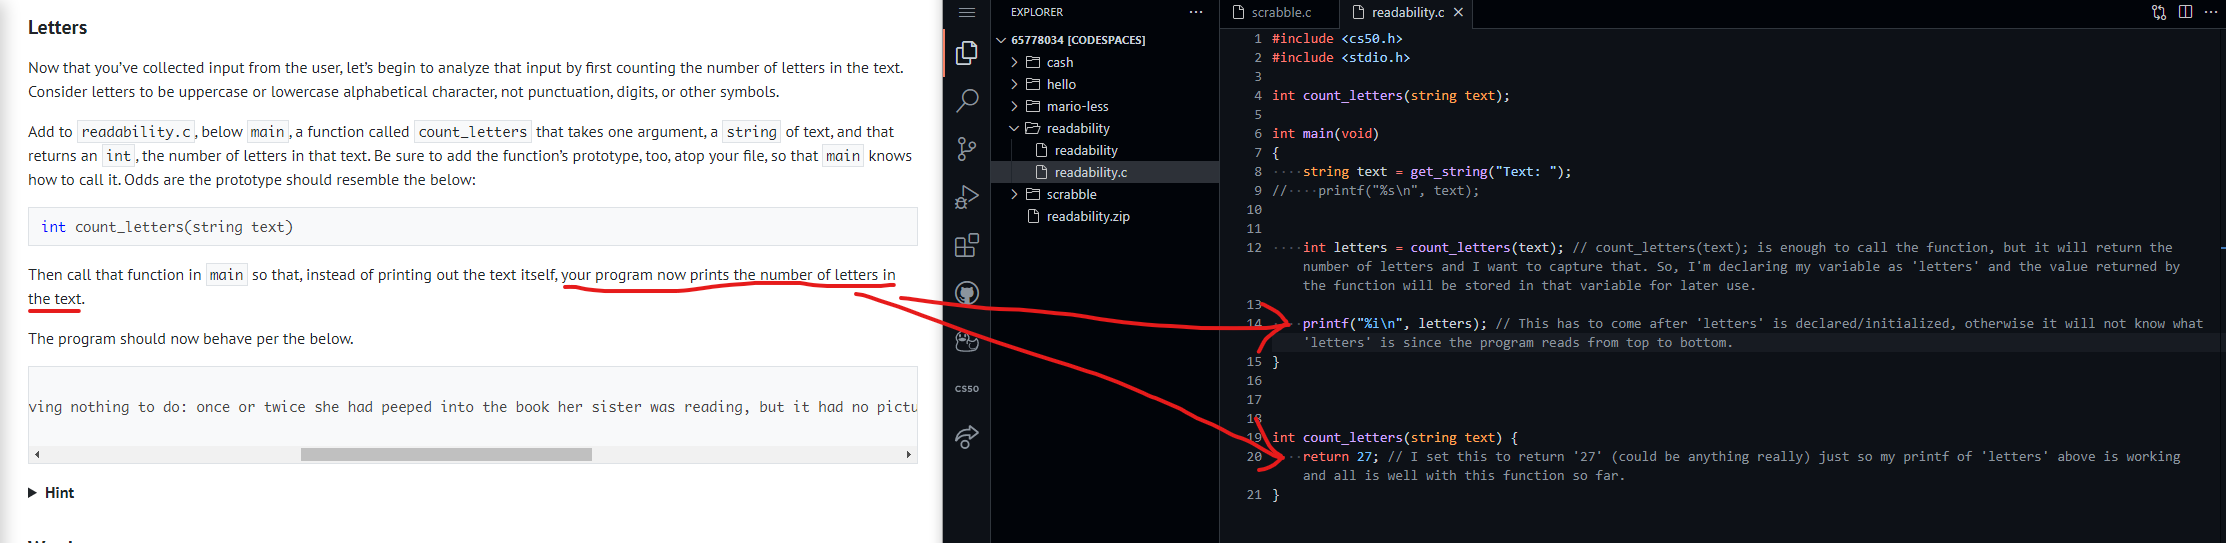 Letters
Now that you’ve collected input from the user, let’s begin to analyze that input by first counting the number of letters in the text.
Consider letters to be uppercase or lowercase alphabetical character, not punctuation, digits, or other symbols.
Add to readability.c, below main, a function called count_letters that takes one argument, a string of text, and that
returns an int, the number of letters in that text. Be sure to add the function’s prototype, too, atop your file, so that main knows
how to call it. Odds are the prototype should resemble the below:
int count_letters(string text)
Then call that function in main so that, instead of printing out the text itself, your program now prints the number of letters in
the text.
The program should now behave per the below.
ving nothing to do: once or twice she had peeped into the book her sister was reading, but it had no pictu
Hint
CS50
EXPLORER
65778034 [CODESPACES]
cash
hello
mario-less
readability
readability
readability.c
scrabble
readability.zip
scrabble.c
readability.c
1 #include <cs50.h>
2 #include <stdio.h>
3
4 int count_letters(string text);
5
6 int main(void)
7 {
8 ····string text = get_string("Text: ");
9 //····printf("%s\n", text);
10
11
12 ····int letters = count_letters(text); // count_letters(text); is enough to call the function, but it will return the
number of letters and I want to capture that. So, I'm declaring my variable as 'letters' and the value returned by
the function will be stored in that variable for later use.
13
14 ····printf("%i\n", letters); // This has to come after 'letters' is declared/initialized, otherwise it will not know what
'letters' is since the program reads from top to bottom.
15 }
16
17
18
19 int count_letters(string text) {
20 ····return 27; // I set this to return '27' (could be anything really) just so my printf of 'letters' above is working
and all is well with this function so far.
21 }